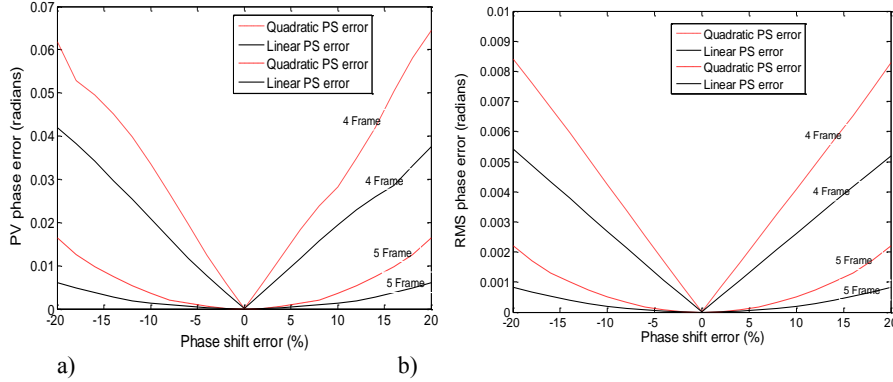 0.07
0.06
0.05
0.04
0.03
0.02
0.01
0
PV phase error (radians)
Quadratic PS error
Linear PS error
Quadratic PS error
Linear PS error
4 Frame
4 Frame
5 Frame
5 Frame
-20 -15 -10 -5 0 5 10 15 20
Phase shift error (%)
a)
0.01
0.009
0.008
0.007
0.006
0.005
0.004
0.003
0.002
0.001
0
RMS phase error (radians)
Quadratic PS error
Linear PS error
Quadratic PS error
Linear PS error
4 Frame
4 Frame
5 Frame
5 Frame
-20 -15 -10 -5 0 5 10 15 20
Phase shift error (%)
b)